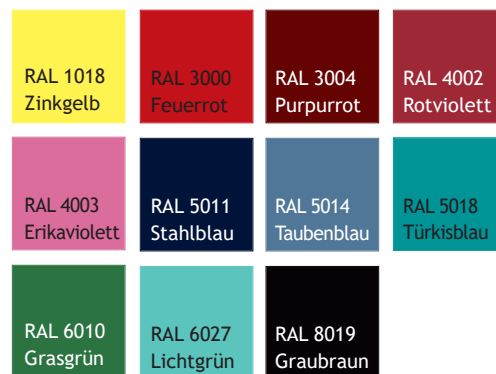 RAL 1018
Zinkgelb
RAL 3000
Feuerrot
RAL 3004
Purpurrot
RAL 4002
Rotviolett
RAL 4003
Erikaviolett
RAL 5011
Stahlblau
RAL 5014
Taubenblau
RAL 5018
Türkisblau
RAL 6010
Grasgrün
RAL 6027
Lichtgrün
RAL 8019
Graubraun